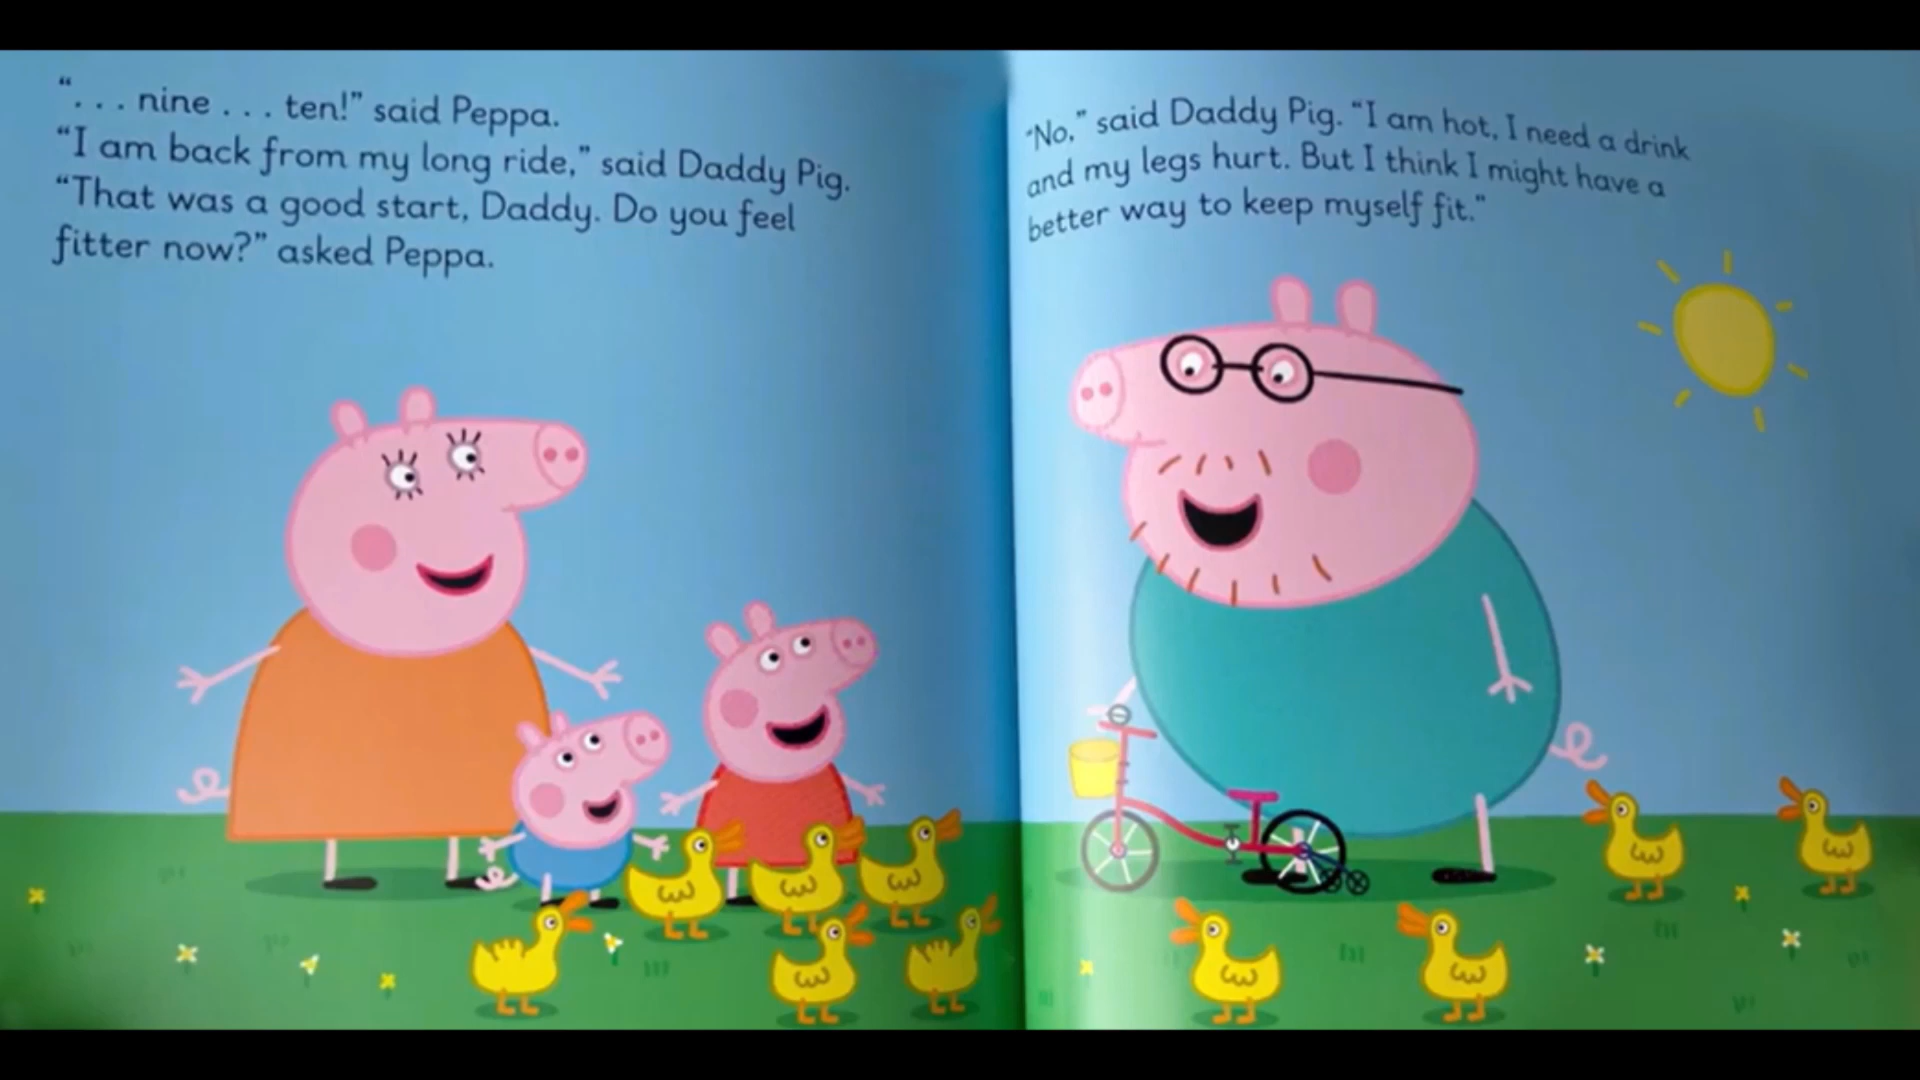 “. . . nine . . . ten!” said Peppa.
“I am back from my long ride,” said Daddy Pig.
“That was a good start, Daddy. Do you feel
fitter now?” asked Peppa.
“No,” said Daddy Pig. “I am hot, I need a drink
and my legs hurt. But I think I might have a
better way to keep myself fit.”